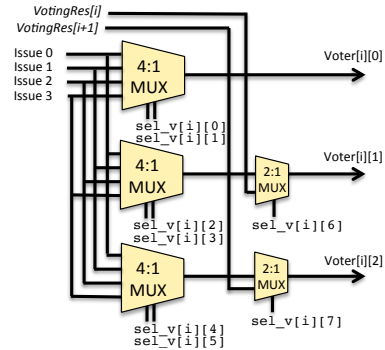 VotingRes[i]
VotingRes[i+1]
Issue 0
Issue 1
Issue 2
Issue 3
4:1
MUX
Voter[i][0]
sel_v[i][0]
sel_v[i][1]
4:1
MUX
2:1
MUX
Voter[i][1]
sel_v[i][2]
sel_v[i][3]
sel_v[i][6]
4:1
MUX
2:1
MUX
Voter[i][2]
sel_v[i][4]
sel_v[i][5]
sel_v[i][7]